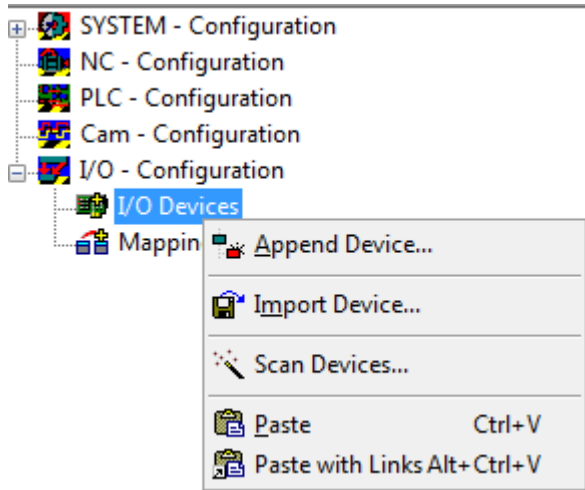 SYSTEM - Configuration
NC - Configuration
PLC - Configuration
Cam - Configuration
I/O - Configuration
I/O Devices
Mappin
Append Device...
Import Device...
Scan Devices...
Paste Ctrl+V
Paste with Links Alt+Ctrl+V